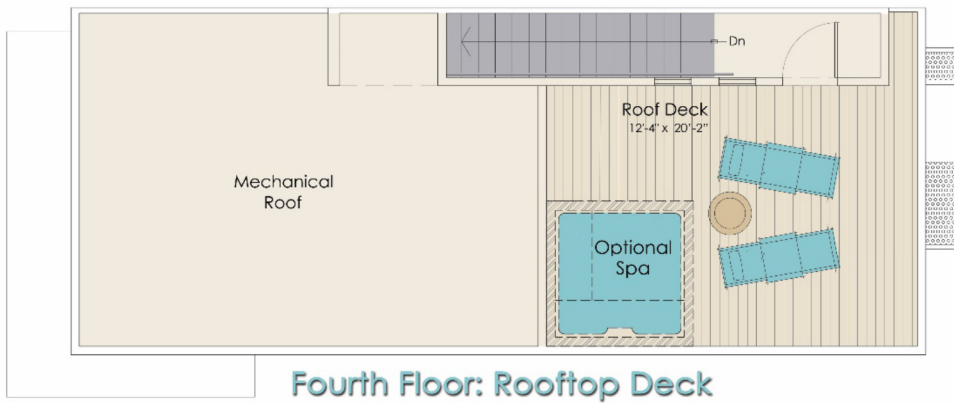 Dn
Roof Deck
12'-4" x 20'-2"
Mechanical
Roof
Optional
Spa
Fourth Floor: Rooftop Deck